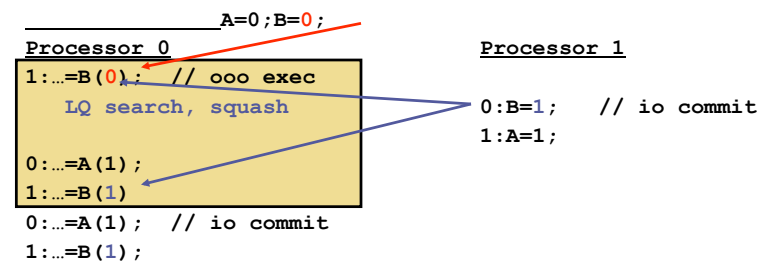 A=0;B=0;
Processor 0 Processor 1
1:…=B(0); // ooo exec
LQ search, squash 0:B=1; // io commit
1:A=1;
0:…=A(1);
1:…=B(1)
0:…=A(1); // io commit
1:…=B(1);